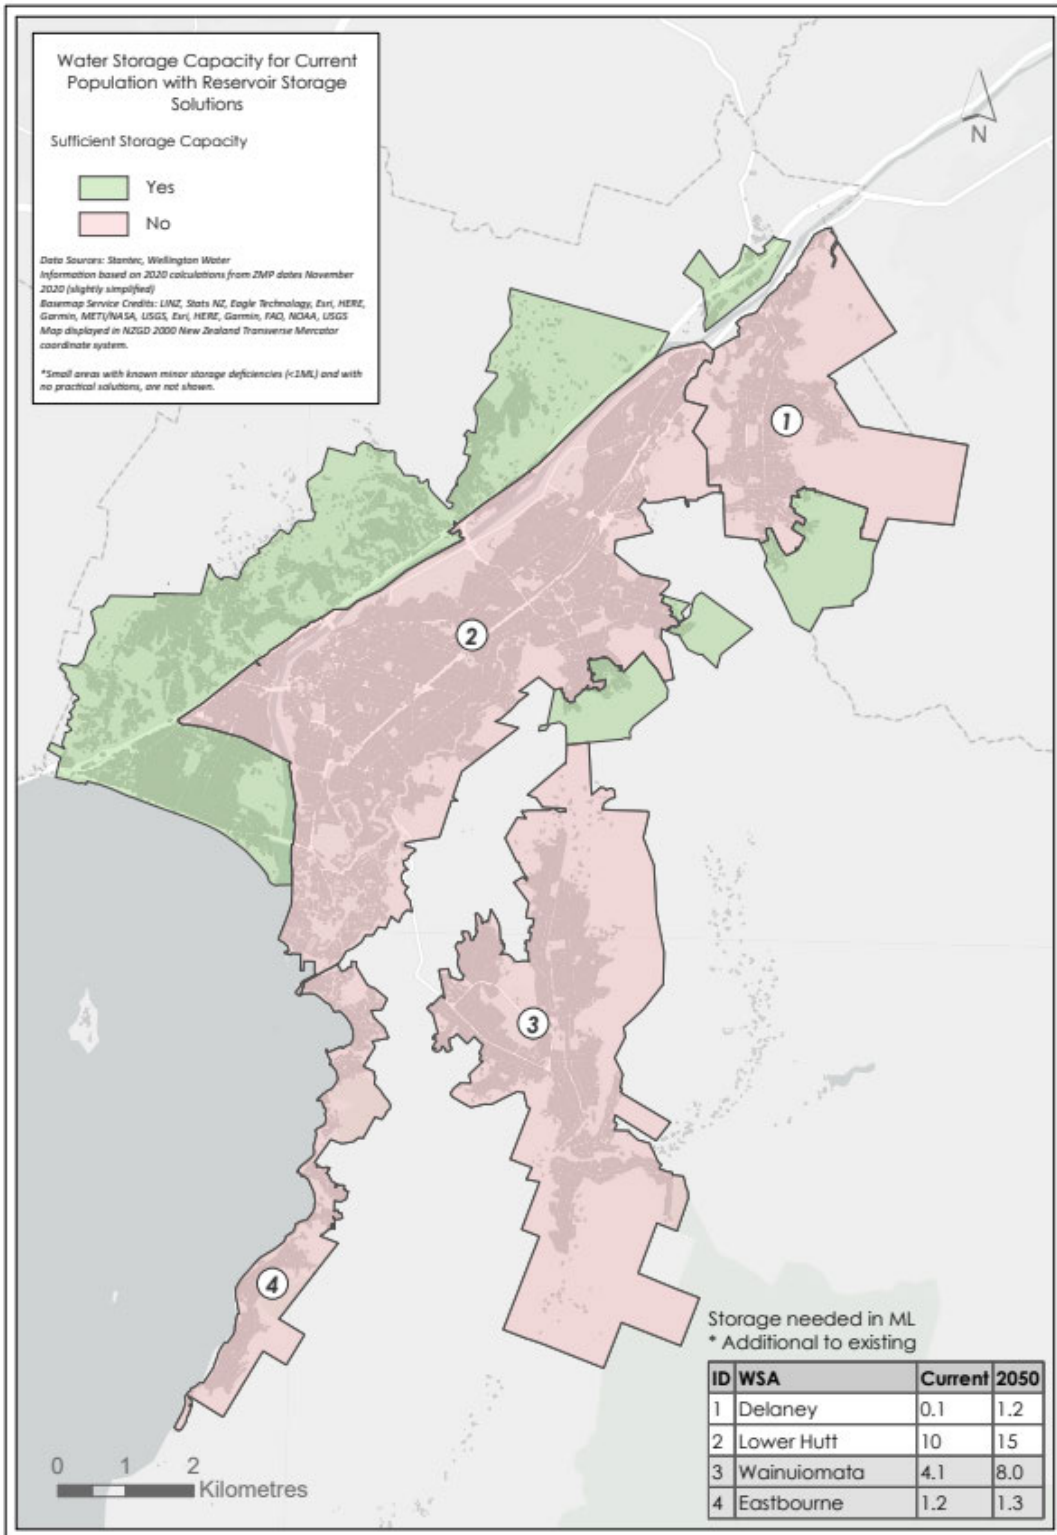 Water Storage Capacity for Current
Population with Reservoir Storage
Solutions
Sufficient Storage Capacity
Yes
No
Data Sources: Stantec, Wellington Water
Information based on 2020 calculations from ZMP dates November
2020 (slightly simplified)
Basemap Service Credits: LINZ, Stats NZ, Eagle Technology, Esri, HERE,
Garmin, METI/NASA, USGS, Esri, HERE, Garmin, FAO, NOAA, USGS
Map displayed in NZGD 2000 New Zealand Transverse Mercator
coordinate system.
*Small areas with known minor storage deficiencies (<1ML) and with
no practical solutions, are not shown.
N
1
2
3
4
Storage needed in ML
* Additional to existing
ID WSA Current 2050
1 Delaney 0.1 1.2
2 Lower Hutt 10 15
3 Wainuiomata 4.1 8.0
4 Eastbourne 1.2 1.3
0 1 2
Kilometres